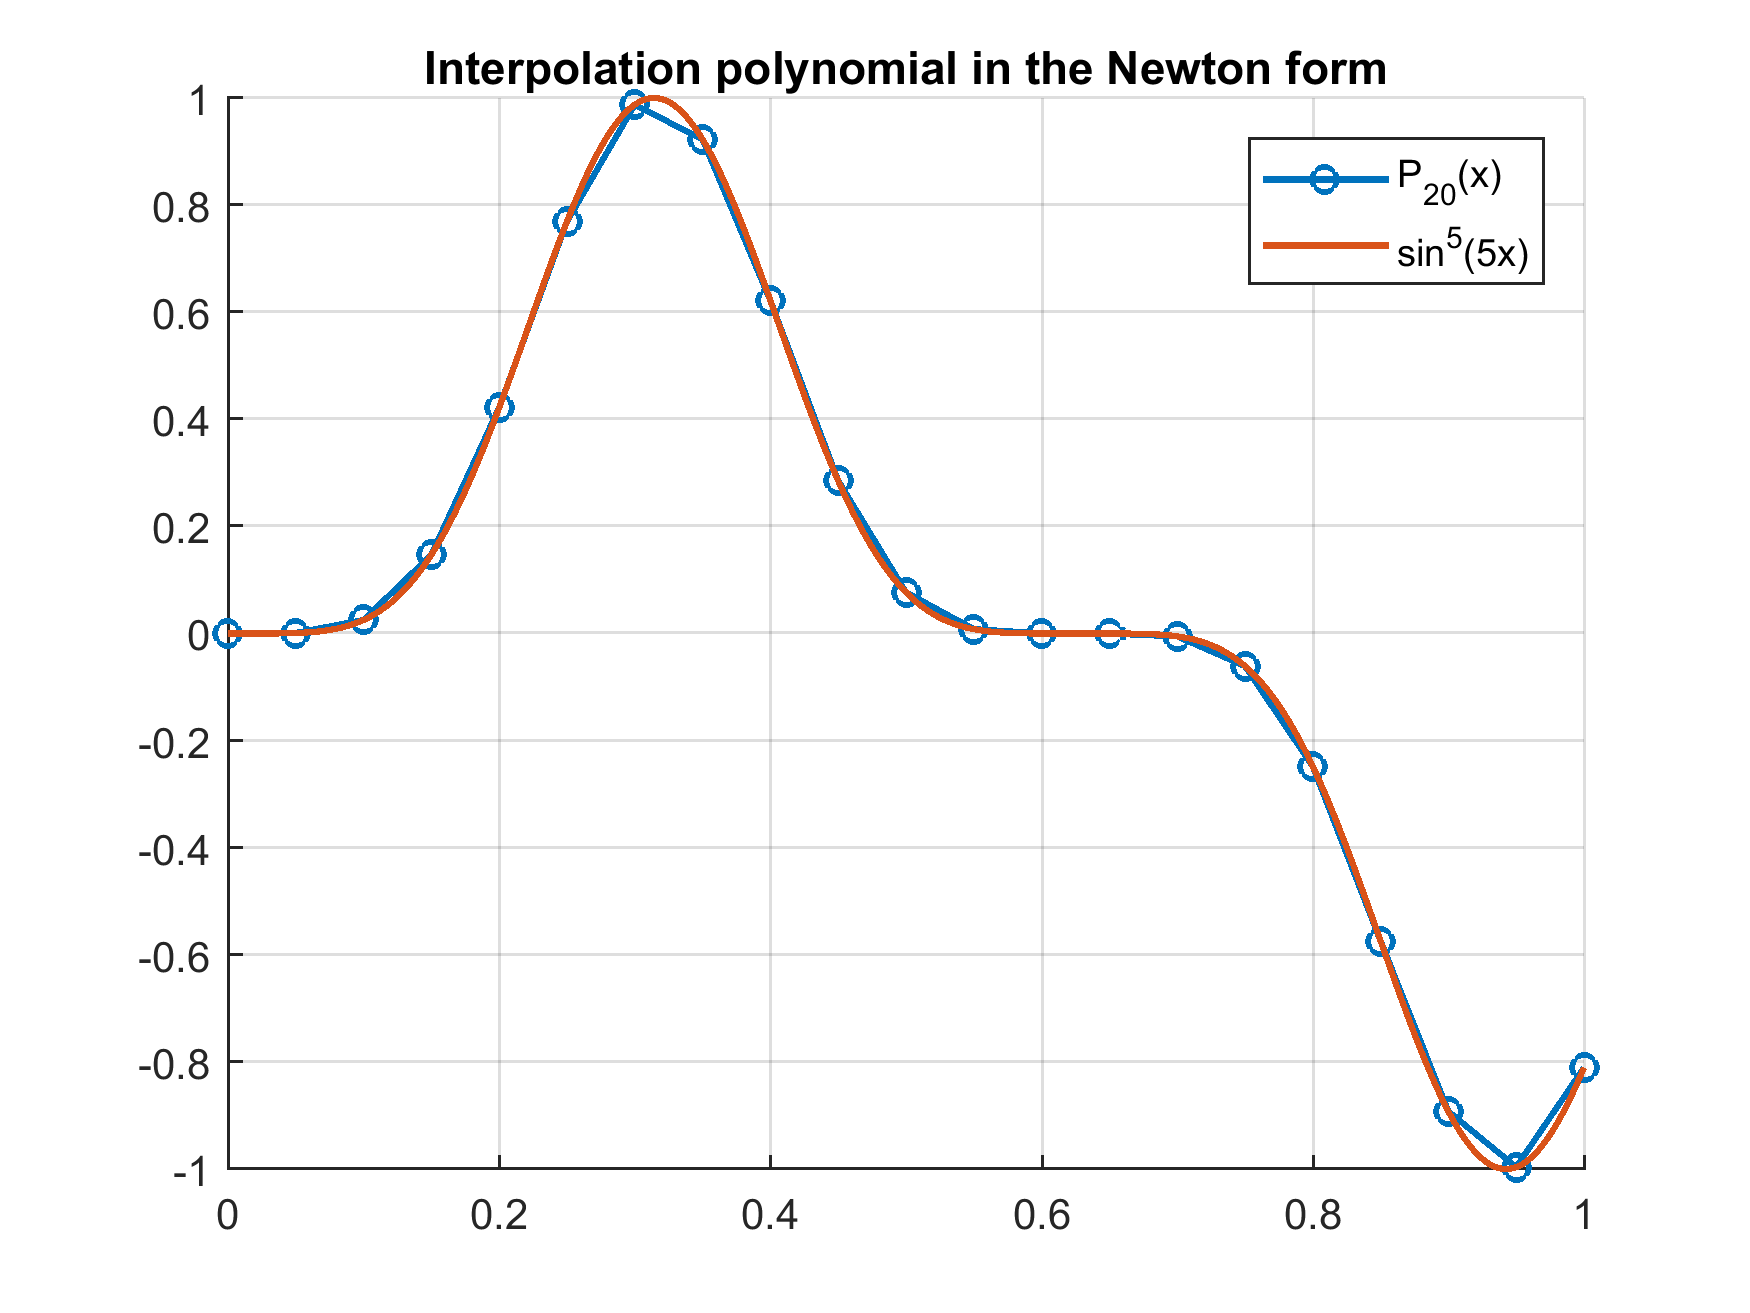 Interpolation polynomial in the Newton form
P₂₀(x)
sin⁵(5x)
1
0.8
0.6
0.4
0.2
0
-0.2
-0.4
-0.6
-0.8
-1
0 0.2 0.4 0.6 0.8 1